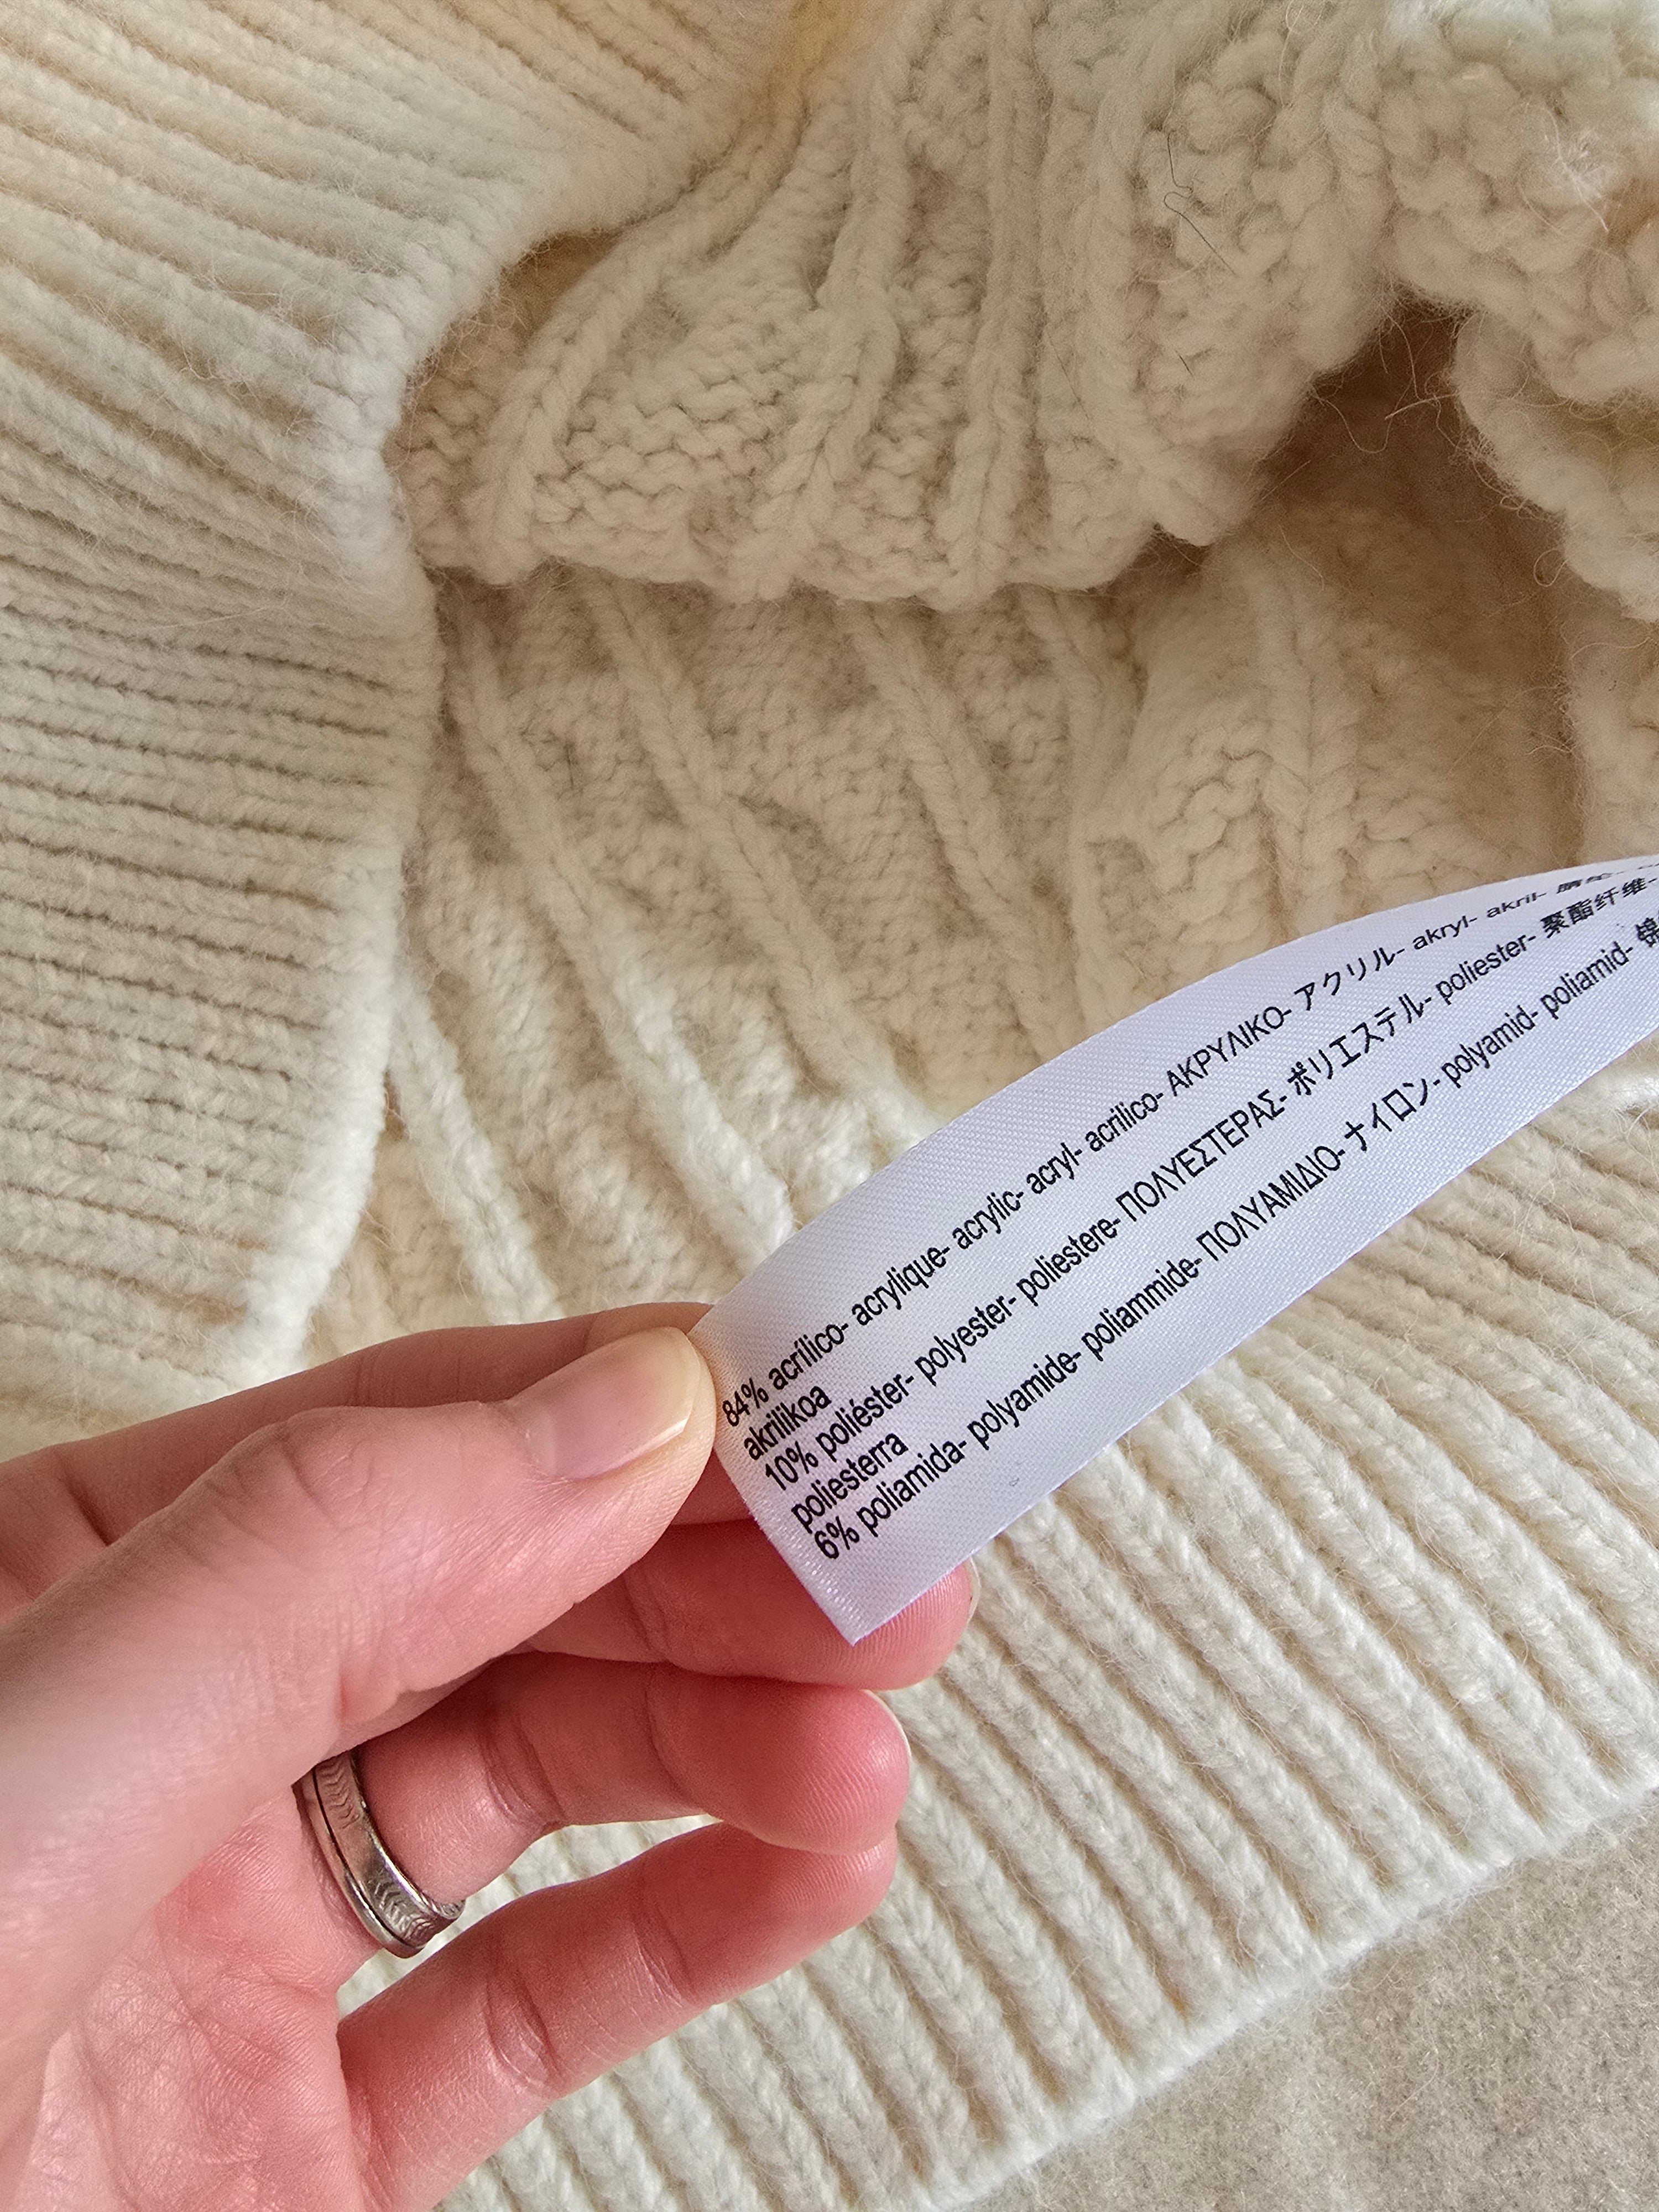 84% acrílico- acrylique- acrylic- acryl- acrilico- ΑΚΡΥΛΙΚΟ- アクリル- akryl- akril-
akrilikoa
10% poliéster- polyester- poliestere- ΠΟΛΥΕΣΤΕΡΑΣ- ポリエステル- poliester- 聚酯纤维-
poliesterra
6% poliamida- polyamide- poliammide- ΠΟΛΥΑΜΙΔΙΟ- ナイロン- polyamid- poliamid-